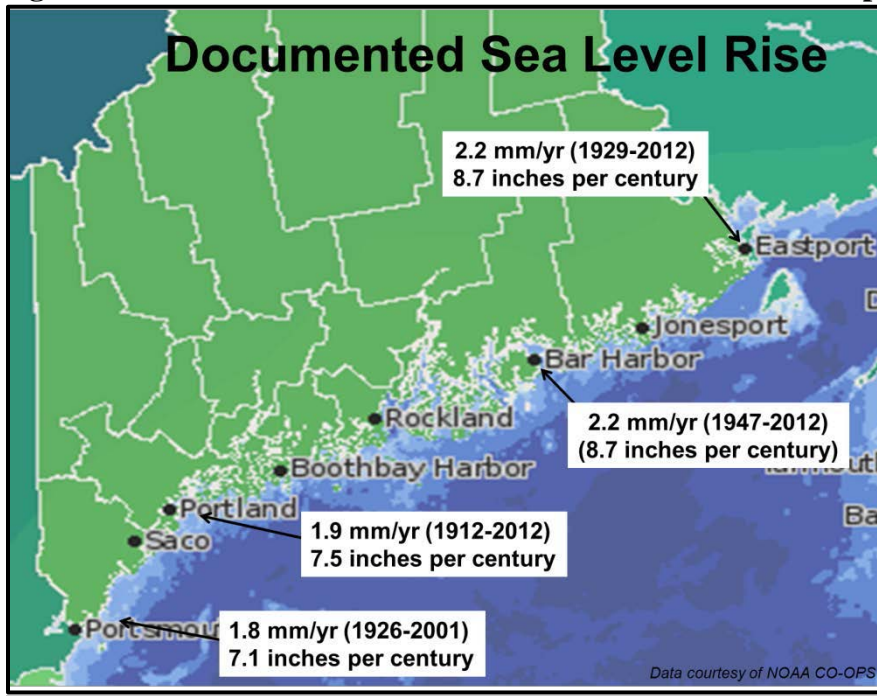 Documented Sea Level Rise
2.2 mm/yr (1929-2012)
8.7 inches per century
Eastport
Jonesport
Bar Harbor
2.2 mm/yr (1947-2012)
(8.7 inches per century)
Rockland
Boothbay Harbor
Portland
1.9 mm/yr (1912-2012)
7.5 inches per century
Saco
Ba
Portsmou
1.8 mm/yr (1926-2001)
7.1 inches per century
Data courtesy of NOAA CO-OPS